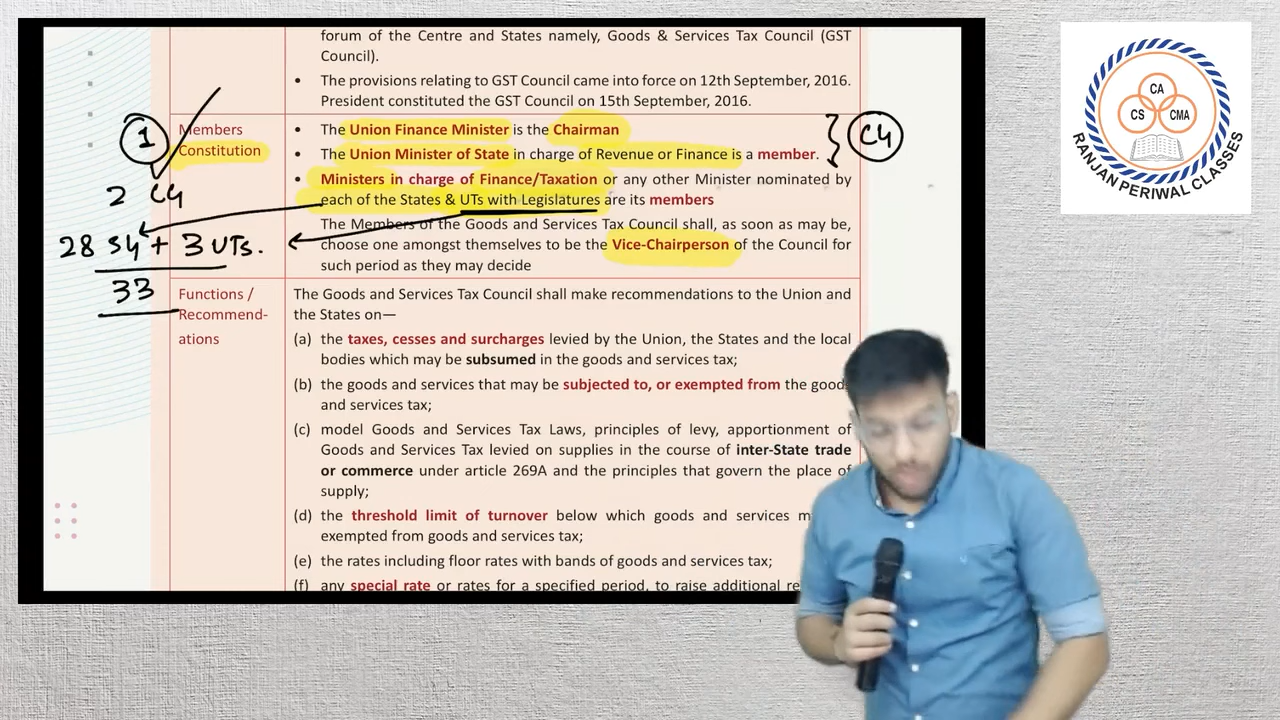 forum of the Centre and States namely, Goods & Services Tax Council (GST
Council).
• The provisions relating to GST Council came into force on 12th September, 2016.
President constituted the GST Council on 15th September, 2016.
Members
Constitution
The Union Finance Minister is the Chairman
The Union Minister of State in charge of Revenue or Finance is a member.
• Ministers in charge of Finance/Taxation or any other Minister nominated by
each of the States & UTs with Legislatures are its members
The Members of the Goods and Services Tax Council shall, as soon as may be,
choose one amongst themselves to be the Vice-Chairperson of the Council for
such period as they may decide
1
2 C4
28 S4 + 3 UTs.
33
C4
Functions /
Recommend-
ations
The Goods and Services Tax Council shall make recommendations to the Union and
the States on—
(a) the taxes, cesses and surcharges levied by the Union, the States and the local
bodies which may be subsumed in the goods and services tax;
(b) the goods and services that may be subjected to, or exempted from the goods
and services tax;
(c) model Goods and Services Tax Laws, principles of levy, apportionment of
Goods and Services Tax levied on supplies in the course of inter-State trade
or commerce under article 269A and the principles that govern the place of
supply;
(d) the threshold limit of turnover below which goods and services
exempted from goods and services tax;
(e) the rates including floor rates with bands of goods and services tax;
(f) any special rate or rates for a specified period, to raise additional
CA
CS
CMA
RANJAN PERIWAL CLASSES